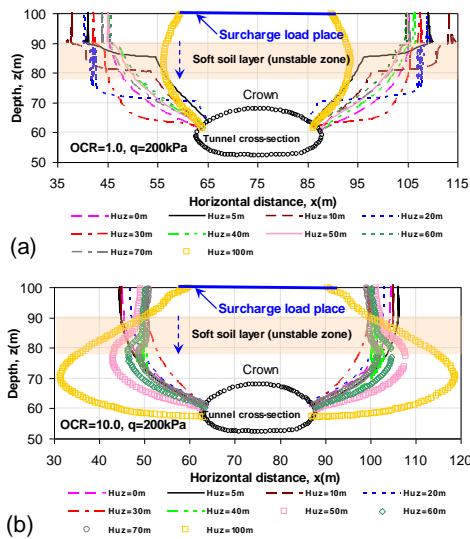 100
90
80
70
60
50
Depth, z(m)
Surcharge load place
Soft soil layer (unstable zone)
Crown
Tunnel cross-section
OCR=1.0, q=200kPa
35 45 55 65 75 85 95 105 115
Horizontal distance, x(m)
Huz=0m Huz=5m Huz=10m Huz=20m
Huz=30m Huz=40m Huz=50m Huz=60m
Huz=70m Huz=100m
(a)
100
90
80
70
60
50
Depth, z(m)
Surcharge load place
Soft soil layer (unstable zone)
Crown
Tunnel cross-section
OCR=10.0, q=200kPa
30 40 50 60 70 80 90 100 110 120
Horizontal distance, x(m)
Huz=0m Huz=5m Huz=10m Huz=20m
Huz=30m Huz=40m Huz=50m Huz=60m
Huz=70m Huz=100m
(b)